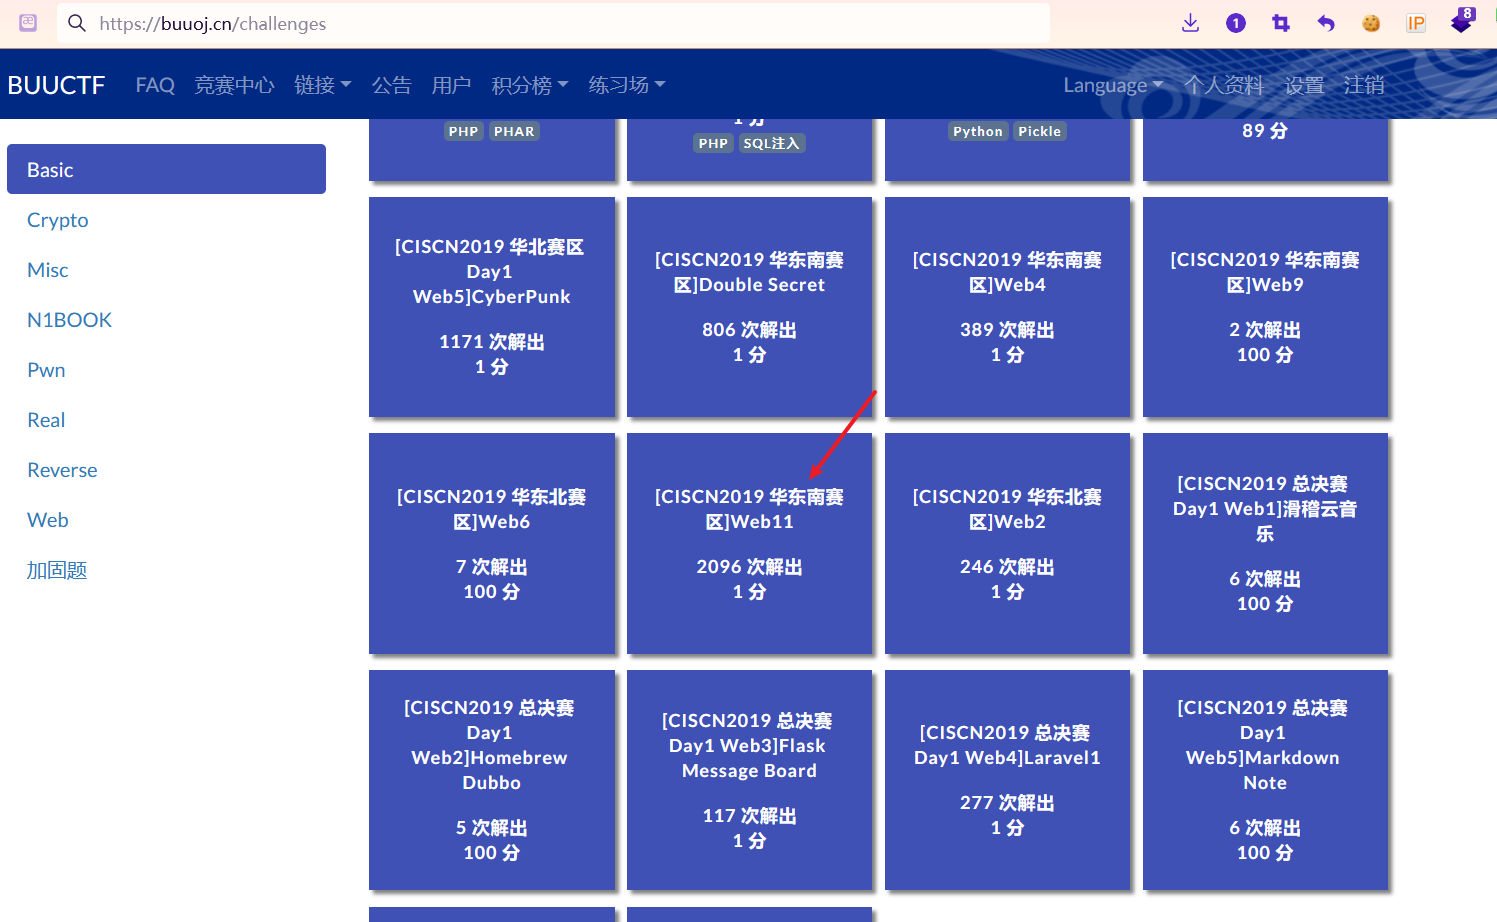 https://buuoj.cn/challenges
1
IP
8
BUUCTF
FAQ
竞赛中心
链接
公告
用户
积分榜
练习场
Language
个人资料
设置
注销
Basic
Crypto
Misc
N1BOOK
Pwn
Real
Reverse
Web
加固题
PHP PHAR
1 分
PHP SQL注入
Python Pickle
89 分
[CISCN2019 华北赛区
Day1
Web5]CyberPunk
1171 次解出
1 分
[CISCN2019 华东南赛
区]Double Secret
806 次解出
1 分
[CISCN2019 华东南赛
区]Web4
389 次解出
1 分
[CISCN2019 华东南赛
区]Web9
2 次解出
100 分
[CISCN2019 华东北赛
区]Web6
7 次解出
100 分
[CISCN2019 华东南赛
区]Web11
2096 次解出
1 分
[CISCN2019 华东北赛
区]Web2
246 次解出
1 分
[CISCN2019 总决赛
Day1 Web1]滑稽云音
乐
6 次解出
100 分
[CISCN2019 总决赛
Day1
Web2]Homebrew
Dubbo
5 次解出
100 分
[CISCN2019 总决赛
Day1 Web3]Flask
Message Board
117 次解出
1 分
[CISCN2019 总决赛
Day1 Web4]Laravel1
277 次解出
1 分
[CISCN2019 总决赛
Day1
Web5]Markdown
Note
6 次解出
100 分